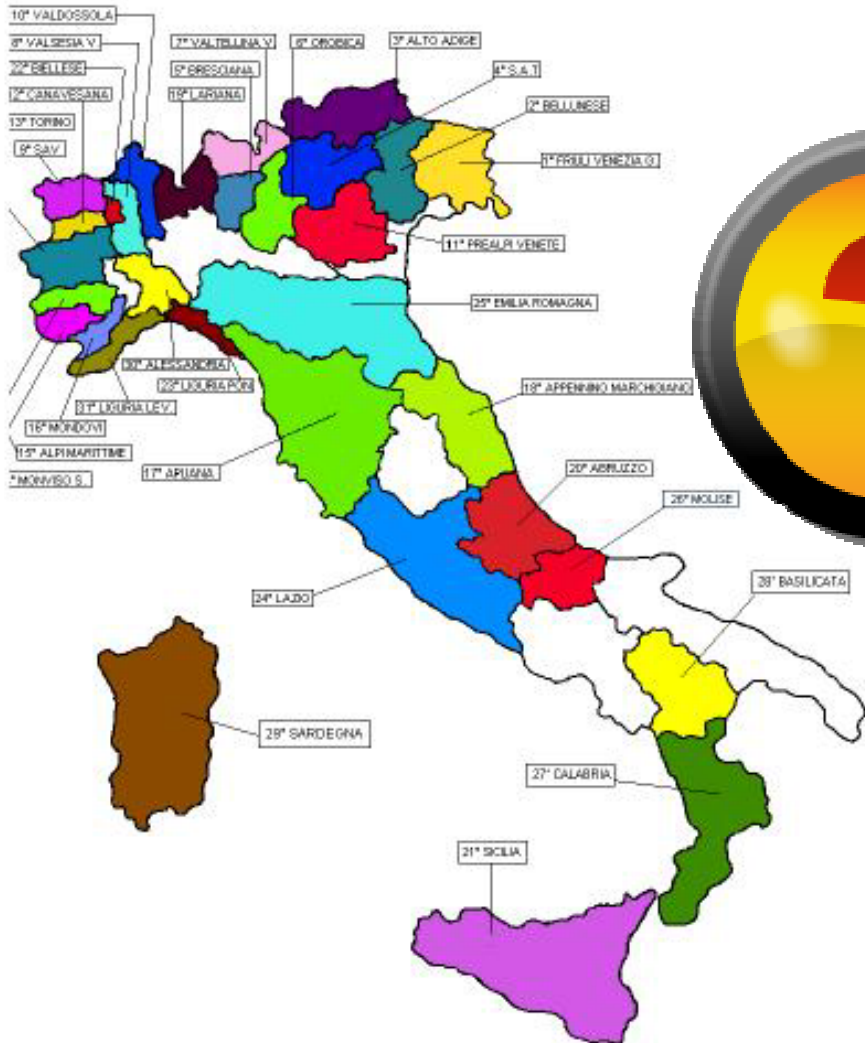 10° VALDOSSOLA
8° VALSESIA V.
7° VALTELLINA V.
6° OROBICA
3° ALTO ADIGE
22° BIELLESE
5° BRESCIANA
4° S.A.T
12° CANAVESANA
19° LARIANA
2° BELLUNESE
13° TORINO
9° SAV
1° FRIULI VENEZIA G.
11° PREALPI VENETE
25° EMILIA ROMAGNA
30° ALESSANDRIA
23° LIGURIA PON
18° APPENNINO MARCHIGIANO
31° LIGURIA LEV.
16° MONDOVI
15° ALPI MARITTIME
17° APUANA
20° ABRUZZO
° MONVISO S.
26° MOLISE
28° BASILICATA
24° LAZIO
29° SARDEGNA
27° CALABRIA
21° SICILIA